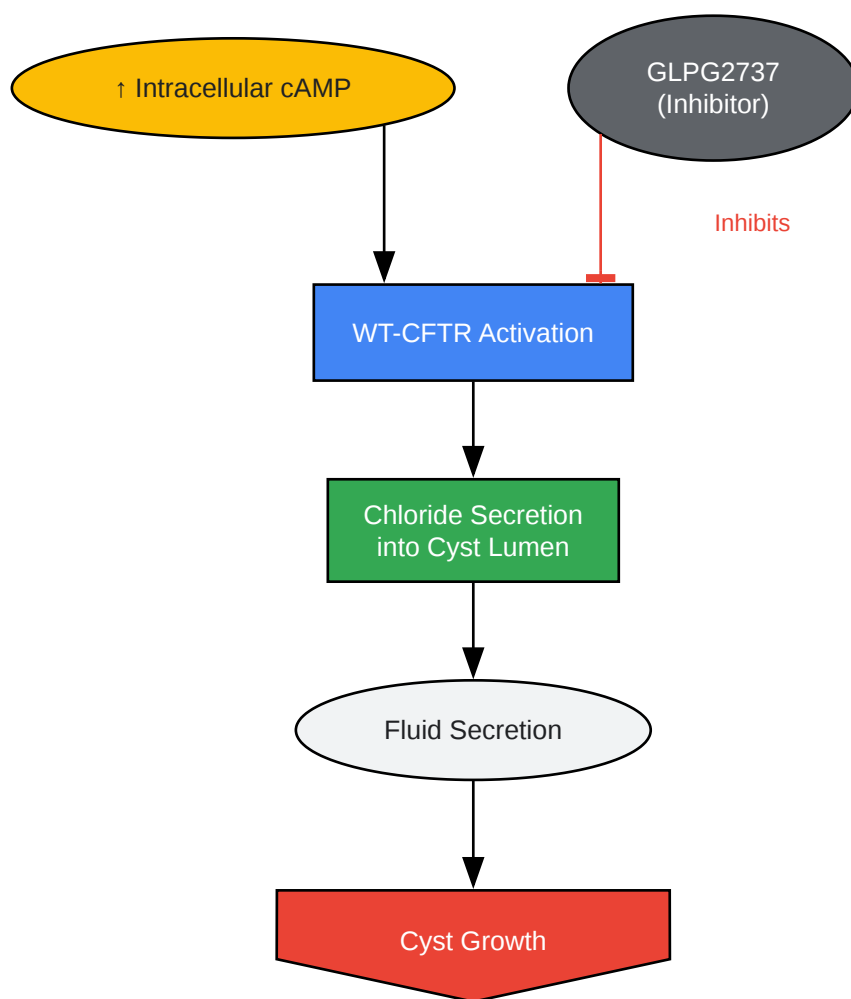 ↑ Intracellular cAMP
GLPG2737
(Inhibitor)
Inhibits
WT-CFTR Activation
Chloride Secretion
into Cyst Lumen
Fluid Secretion
Cyst Growth